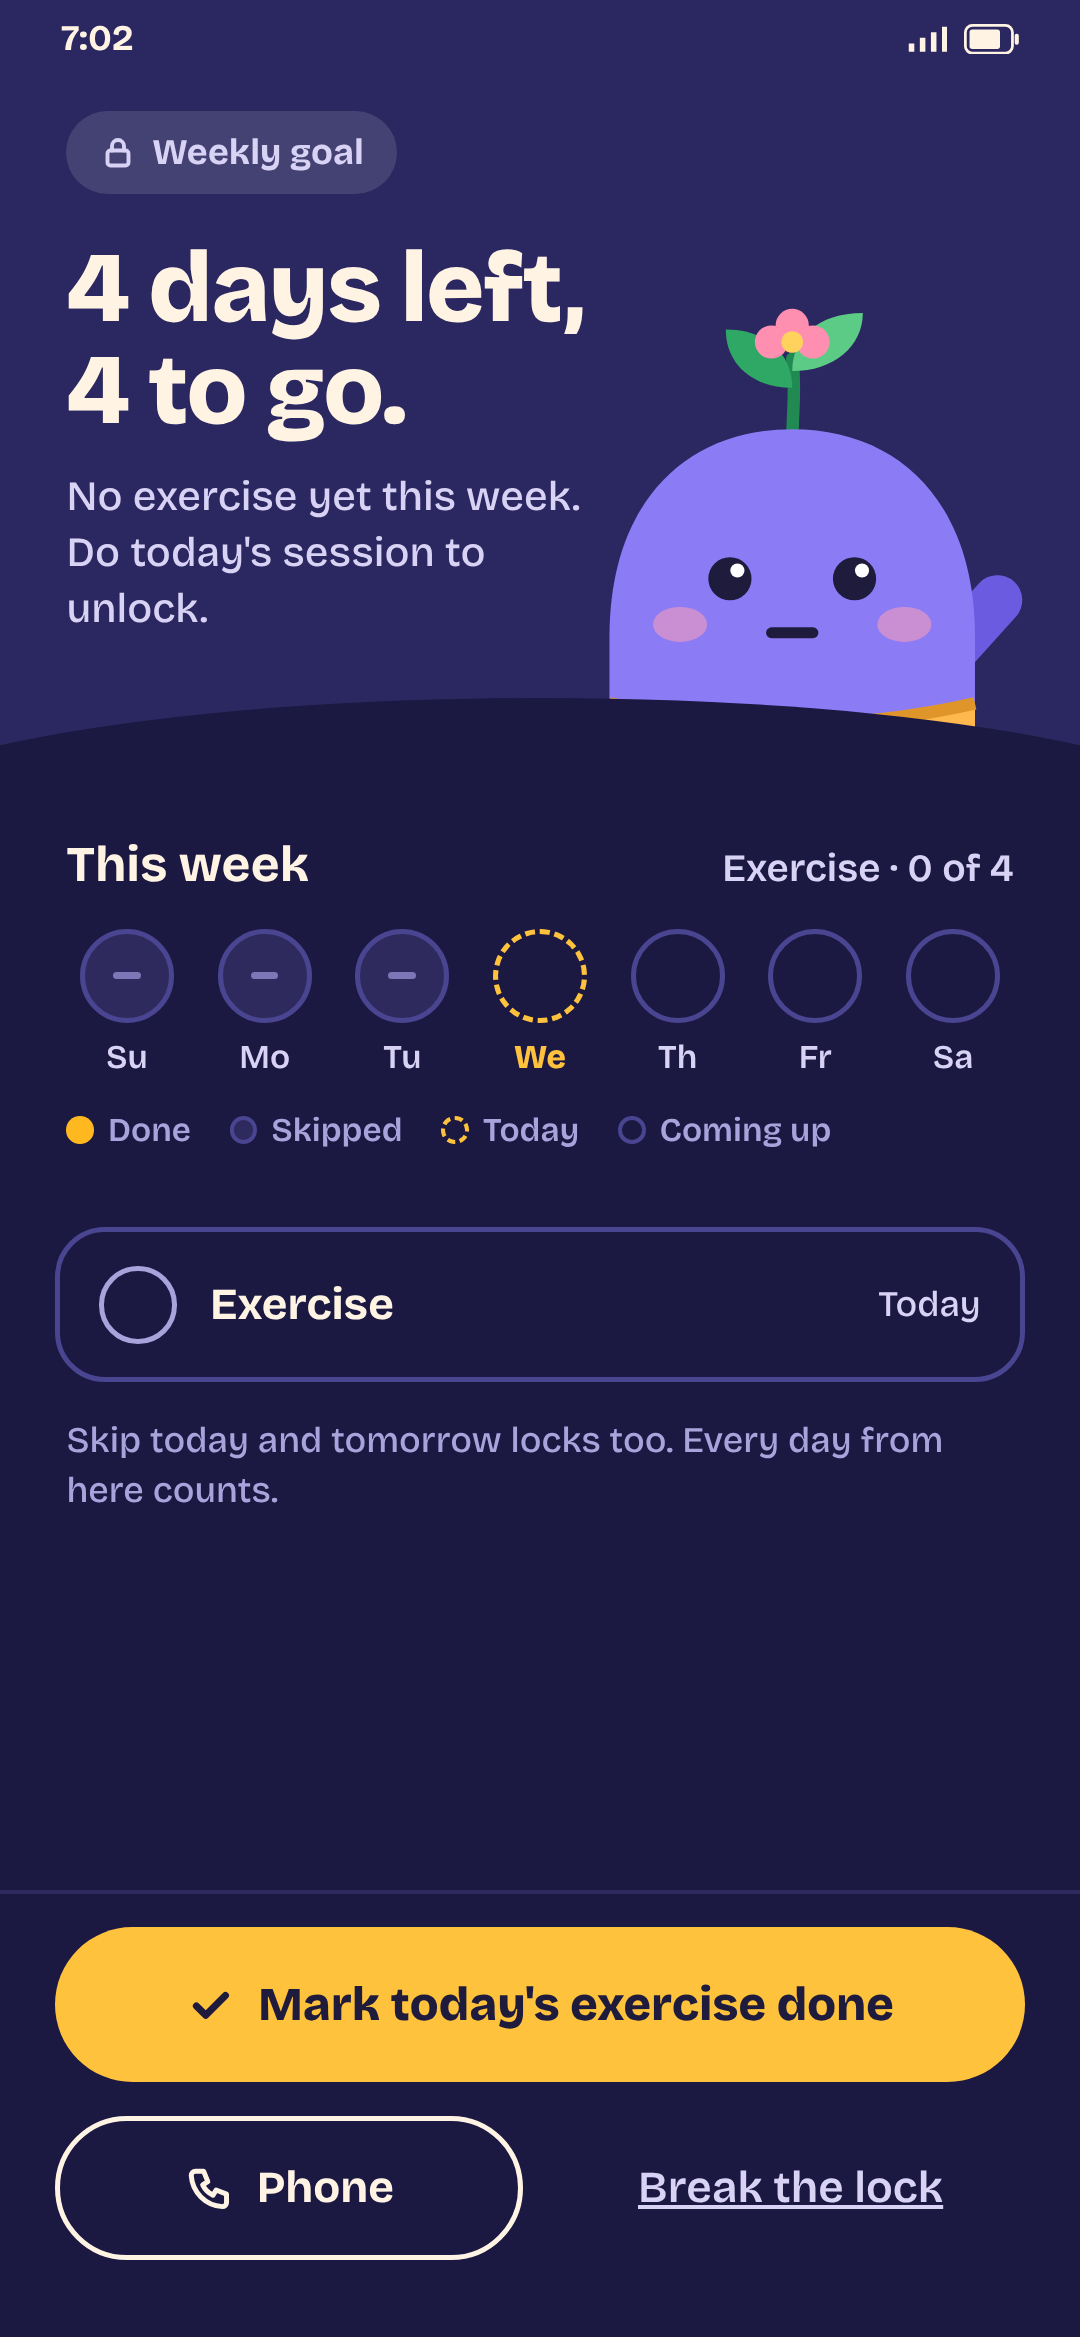 7:02
Weekly goal
4 days left,
4 to go.
No exercise yet this week.
Do today's session to
unlock.
This week
Exercise · 0 of 4
Su Mo Tu We Th Fr Sa
Done Skipped Today Coming up
Exercise
Today
Skip today and tomorrow locks too. Every day from
here counts.
Mark today's exercise done
Phone
Break the lock